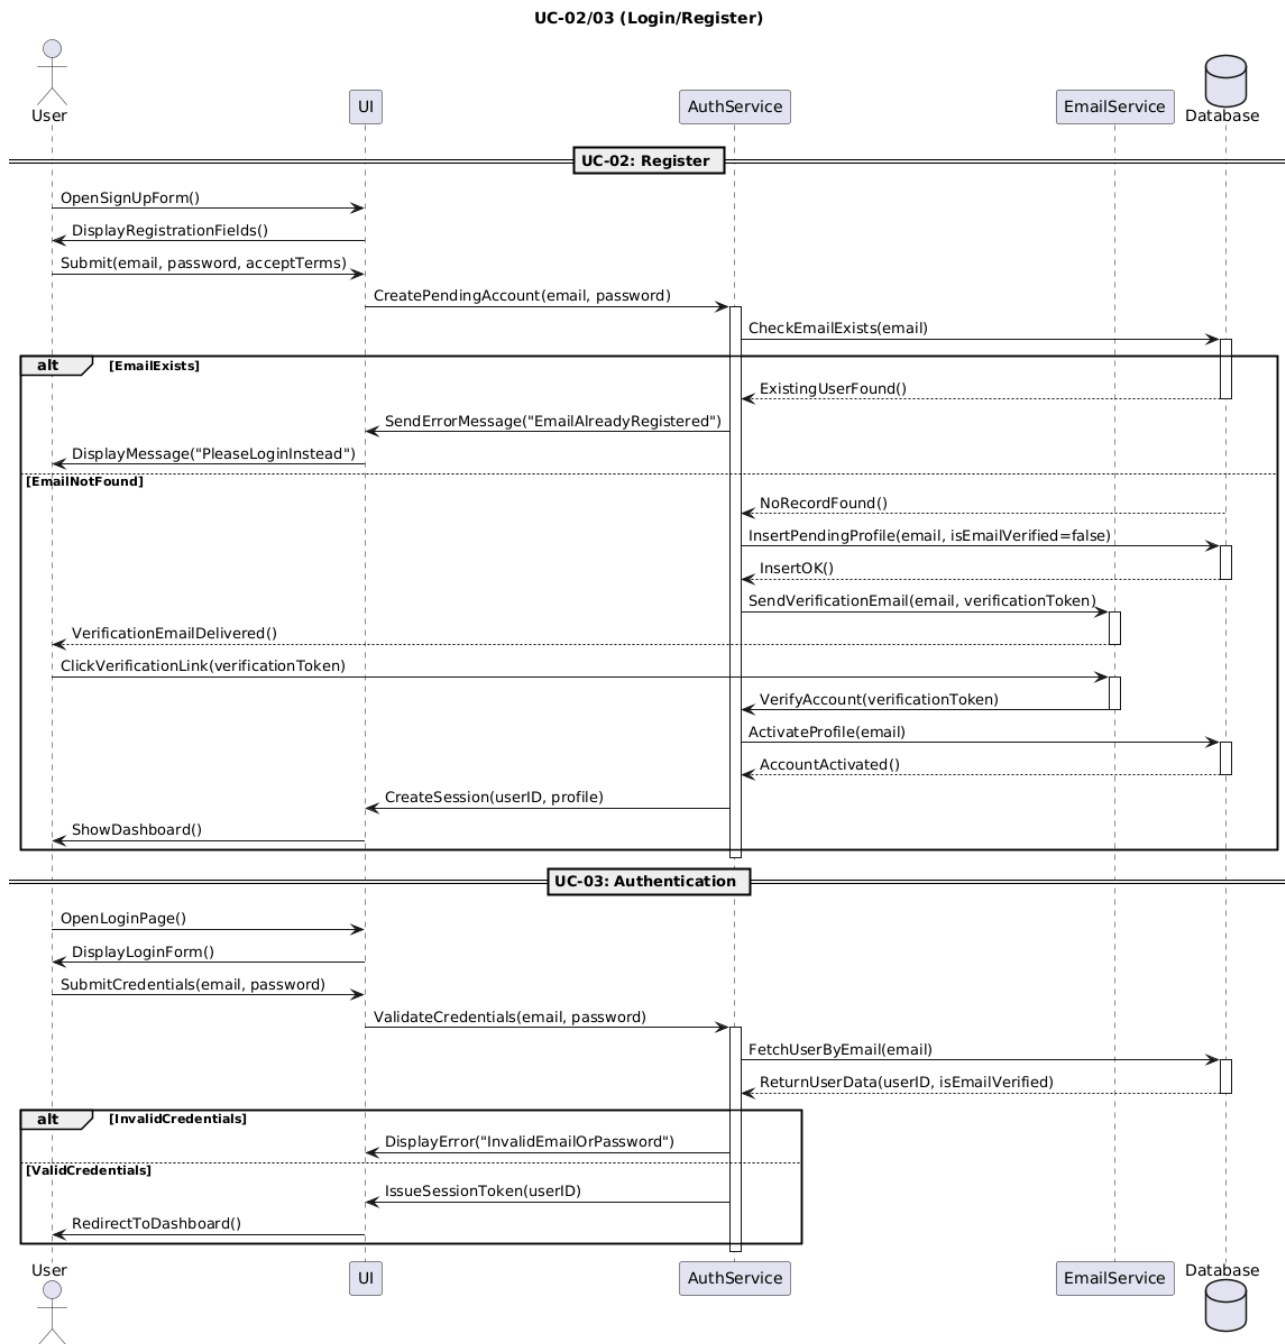 UC-02/03 (Login/Register)
User
UI
AuthService
EmailService
Database
UC-02: Register
OpenSignUpForm()
DisplayRegistrationFields()
Submit(email, password, acceptTerms)
CreatePendingAccount(email, password)
CheckEmailExists(email)
alt [EmailExists]
ExistingUserFound()
SendErrorMessage("EmailAlreadyRegistered")
DisplayMessage("PleaseLoginInstead")
[EmailNotFound]
NoRecordFound()
InsertPendingProfile(email, isEmailVerified=false)
InsertOK()
SendVerificationEmail(email, verificationToken)
VerificationEmailDelivered()
ClickVerificationLink(verificationToken)
VerifyAccount(verificationToken)
ActivateProfile(email)
AccountActivated()
CreateSession(userID, profile)
ShowDashboard()
UC-03: Authentication
OpenLoginPage()
DisplayLoginForm()
SubmitCredentials(email, password)
ValidateCredentials(email, password)
FetchUserByEmail(email)
ReturnUserData(userID, isEmailVerified)
alt [InvalidCredentials]
DisplayError("InvalidEmailOrPassword")
[ValidCredentials]
IssueSessionToken(userID)
RedirectToDashboard()
User
UI
AuthService
EmailService
Database